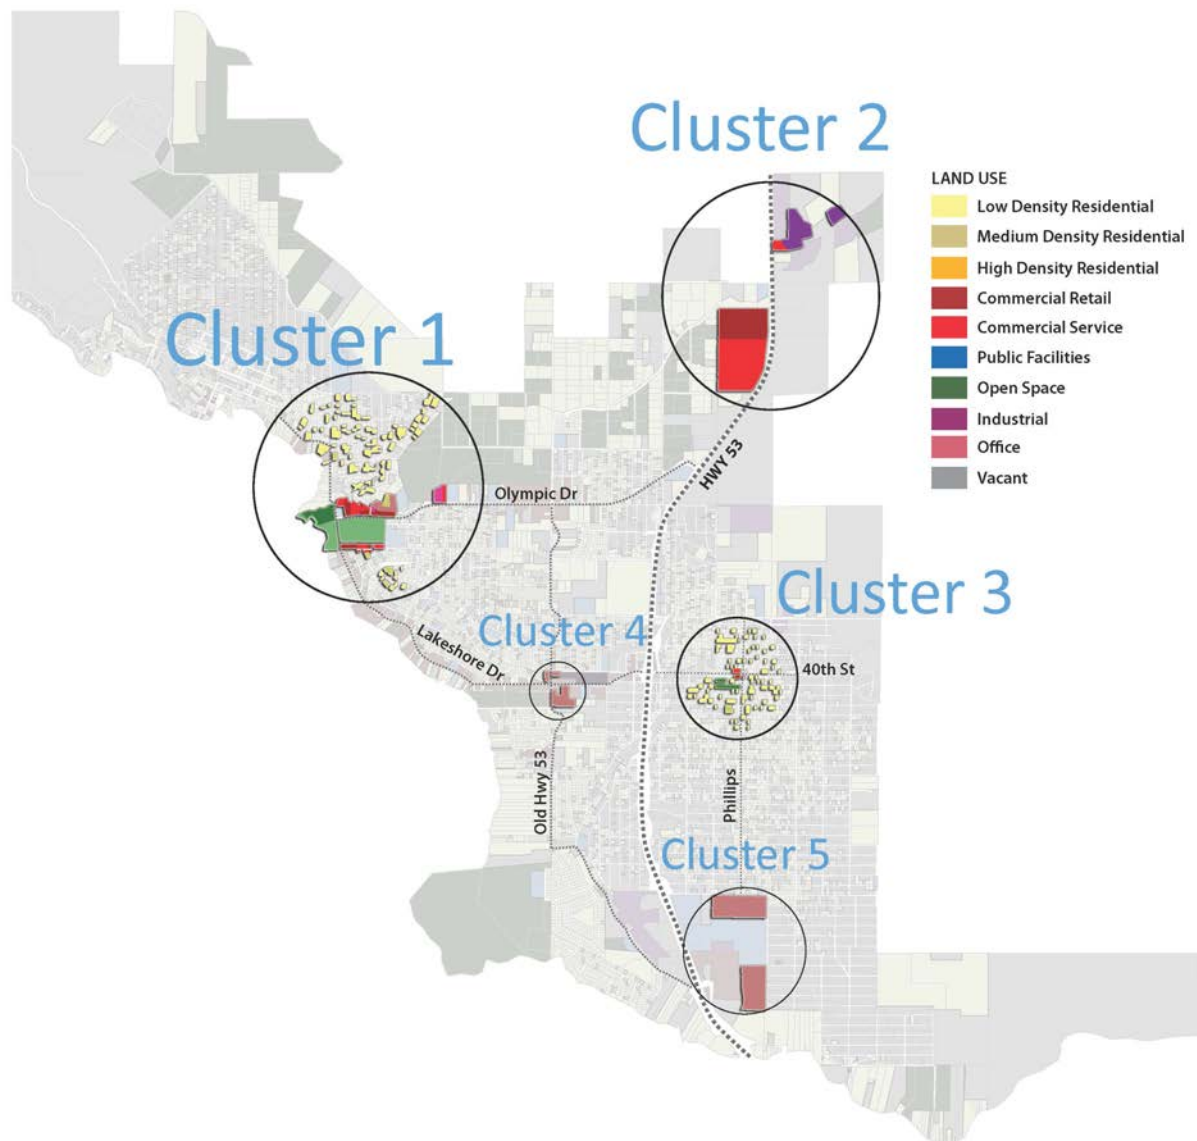 Cluster 2
LAND USE
Low Density Residential
Medium Density Residential
High Density Residential
Commercial Retail
Commercial Service
Public Facilities
Open Space
Industrial
Office
Vacant
Cluster 1
HWY 53
Olympic Dr
Cluster 3
Cluster 4
Lakeshore Dr
40th St
Old Hwy 53
Phillips
Cluster 5